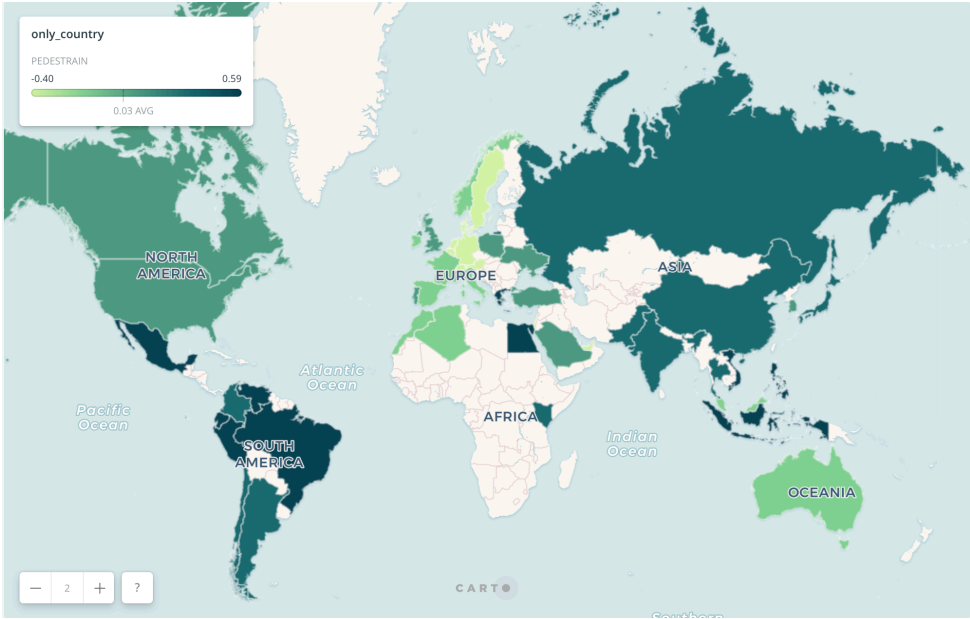 only_country
PEDESTRAIN
-0.40 0.59
0.03 AVG
NORTH
AMERICA
EUROPE
ASIA
Atlantic
Ocean
Pacific
Ocean
AFRICA
Indian
Ocean
SOUTH
AMERICA
OCEANIA
− 2 + ?
CARTO
Southern